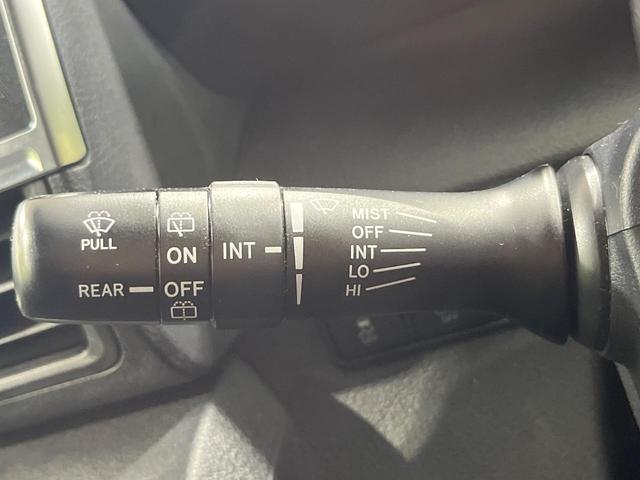 PULL
REAR
ON
OFF
INT
MIST
OFF
INT
LO
HI